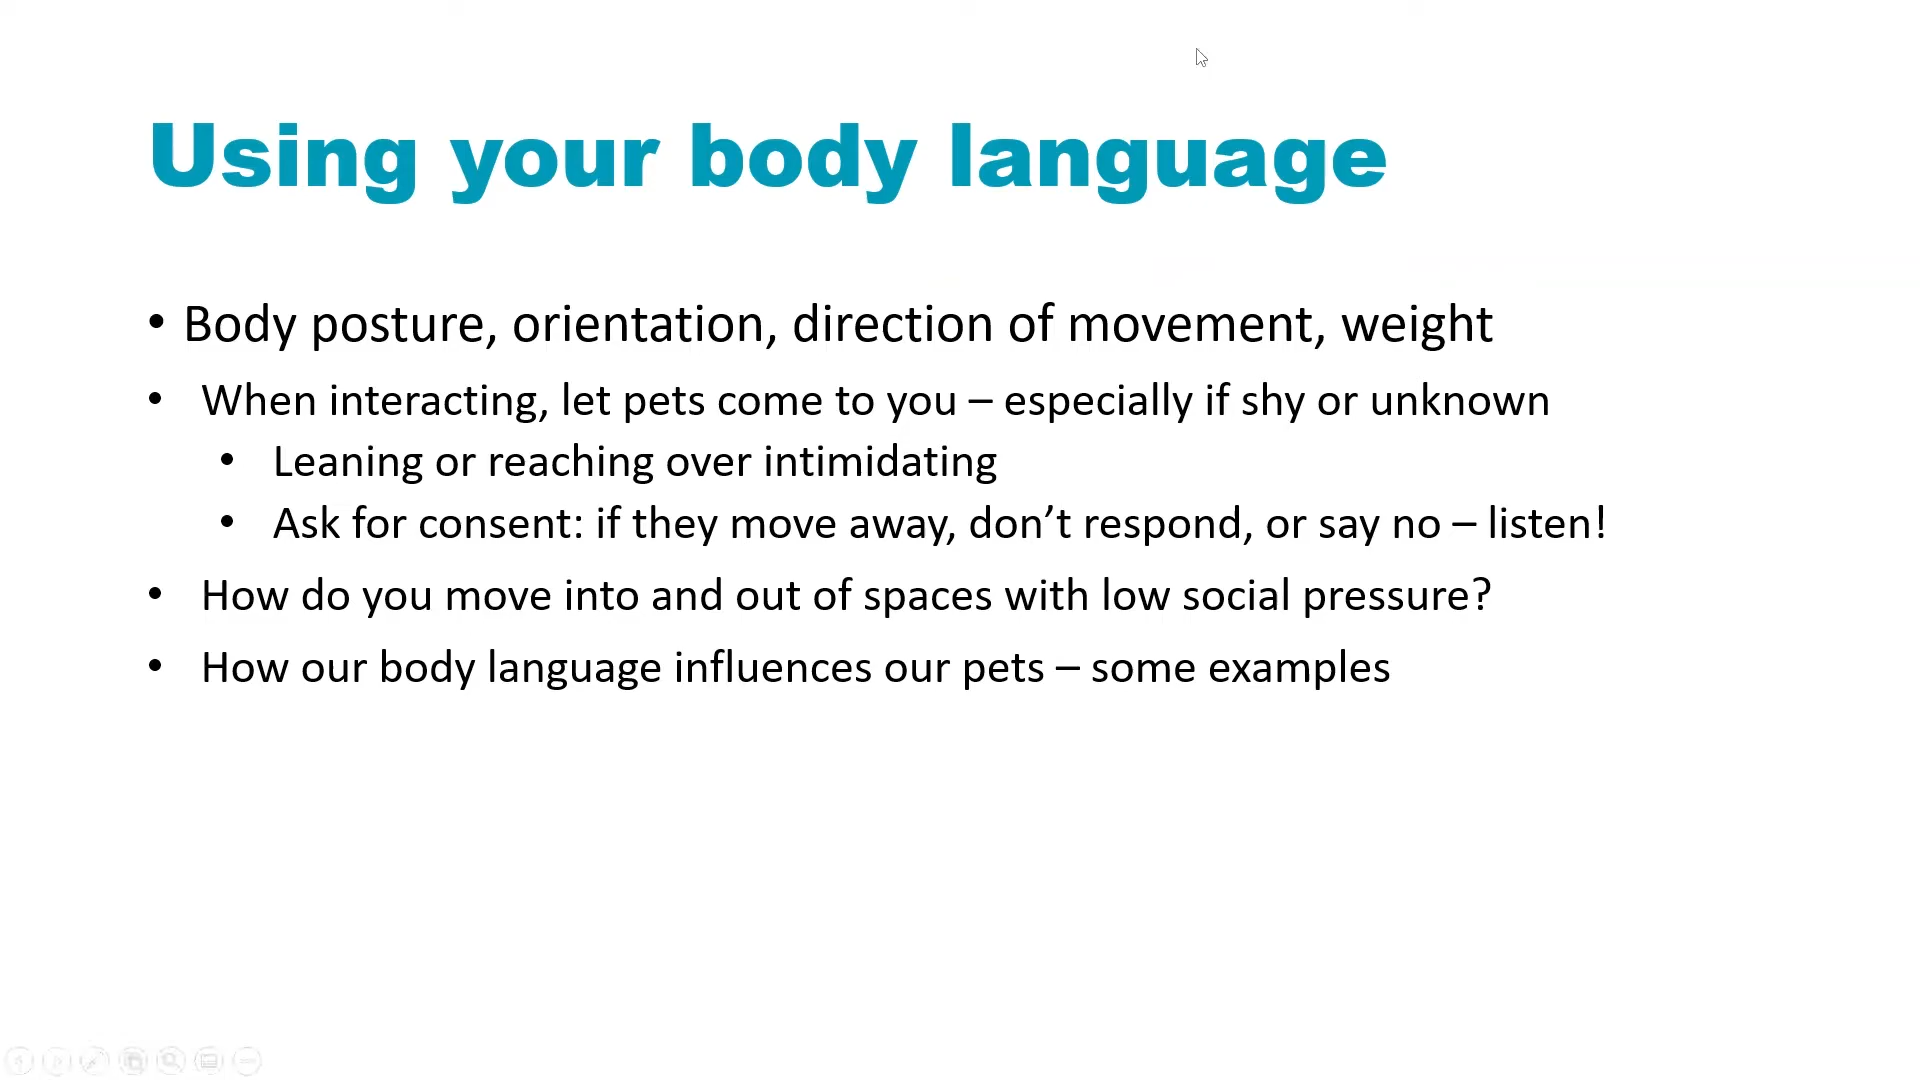 Using your body language
• Body posture, orientation, direction of movement, weight
• When interacting, let pets come to you – especially if shy or unknown
• Leaning or reaching over intimidating
• Ask for consent: if they move away, don’t respond, or say no – listen!
• How do you move into and out of spaces with low social pressure?
• How our body language influences our pets – some examples